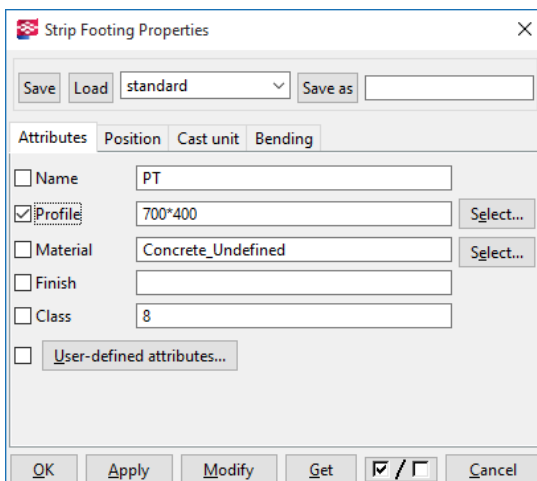 Strip Footing Properties
Save Load standard Save as
Attributes Position Cast unit Bending
Name PT
Profile 700*400 Select...
Material Concrete_Undefined Select...
Finish
Class 8
User-defined attributes...
OK Apply Modify Get / Cancel